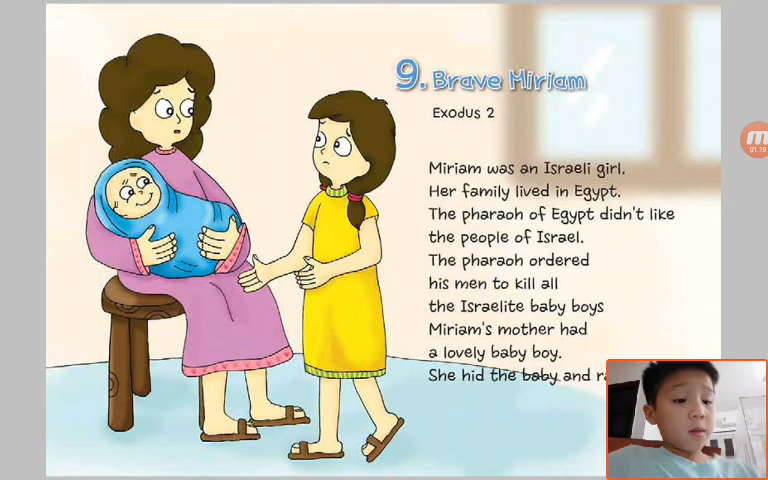 9. Brave Miriam
Exodus 2
Miriam was an Israeli girl.
Her family lived in Egypt.
The pharaoh of Egypt didn't like
the people of Israel.
The pharaoh ordered
his men to kill all
the Israelite baby boys
Miriam's mother had
a lovely baby boy.
She hid the baby and
01:19